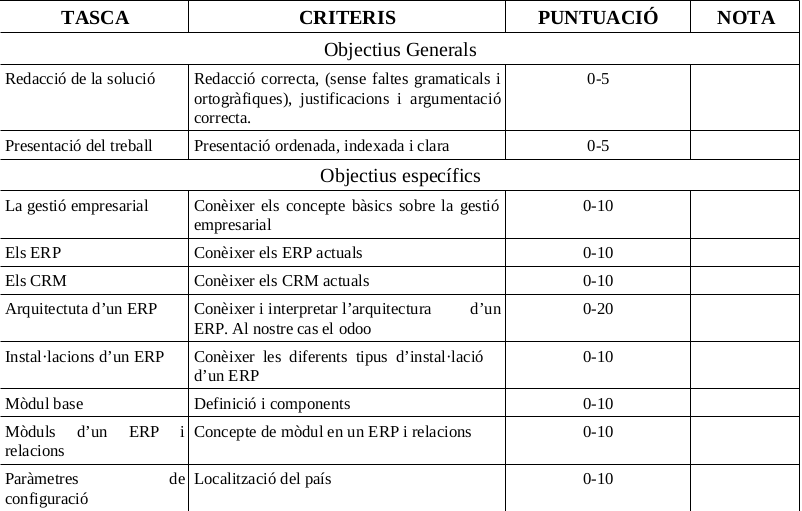 TASCA CRITERIS PUNTUACIÓ NOTA
Objectius Generals
Redacció de la solució Redacció correcta, (sense faltes gramaticals i 0-5
ortogràfiques), justificacions i argumentació
correcta.
Presentació del treball Presentació ordenada, indexada i clara 0-5
Objectius específics
La gestió empresarial Conèixer els concepte bàsics sobre la gestió 0-10
empresarial
Els ERP Conèixer els ERP actuals 0-10
Els CRM Conèixer els CRM actuals 0-10
Arquitectuta d’un ERP Conèixer i interpretar l’arquitectura d’un 0-20
ERP. Al nostre cas el odoo
Instal·lacions d’un ERP Conèixer les diferents tipus d’instal·lació 0-10
d’un ERP
Mòdul base Definició i components 0-10
Mòduls d’un ERP i Concepte de mòdul en un ERP i relacions 0-10
relacions
Paràmetres de Localització del país 0-10
configuració